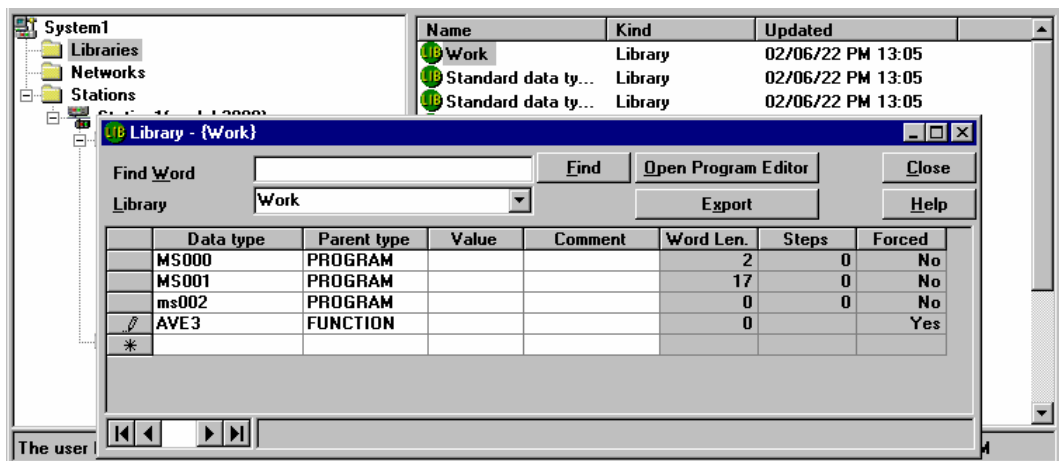 System1
Libraries
Networks
Stations
Name Kind Updated
Work Library 02/06/22 PM 13:05
Standard data ty... Library 02/06/22 PM 13:05
Standard data ty... Library 02/06/22 PM 13:05
Library - {Work}
Find Word Find Open Program Editor Close
Library Work Export Help
Data type Parent type Value Comment Word Len. Steps Forced
MS000 PROGRAM 2 0 No
MS001 PROGRAM 17 0 No
ms002 PROGRAM 0 0 No
AVE3 FUNCTION 0 Yes
The user